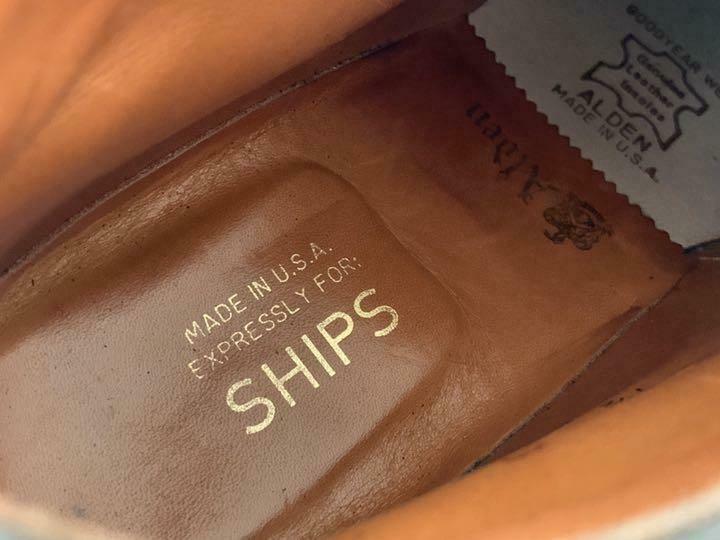 GOODYEAR WE
Genuine
Leather
Insoles
ALDEN
MADE IN U.S.A.
Alden
MADE IN U.S.A.
EXPRESSLY FOR:
SHIPS